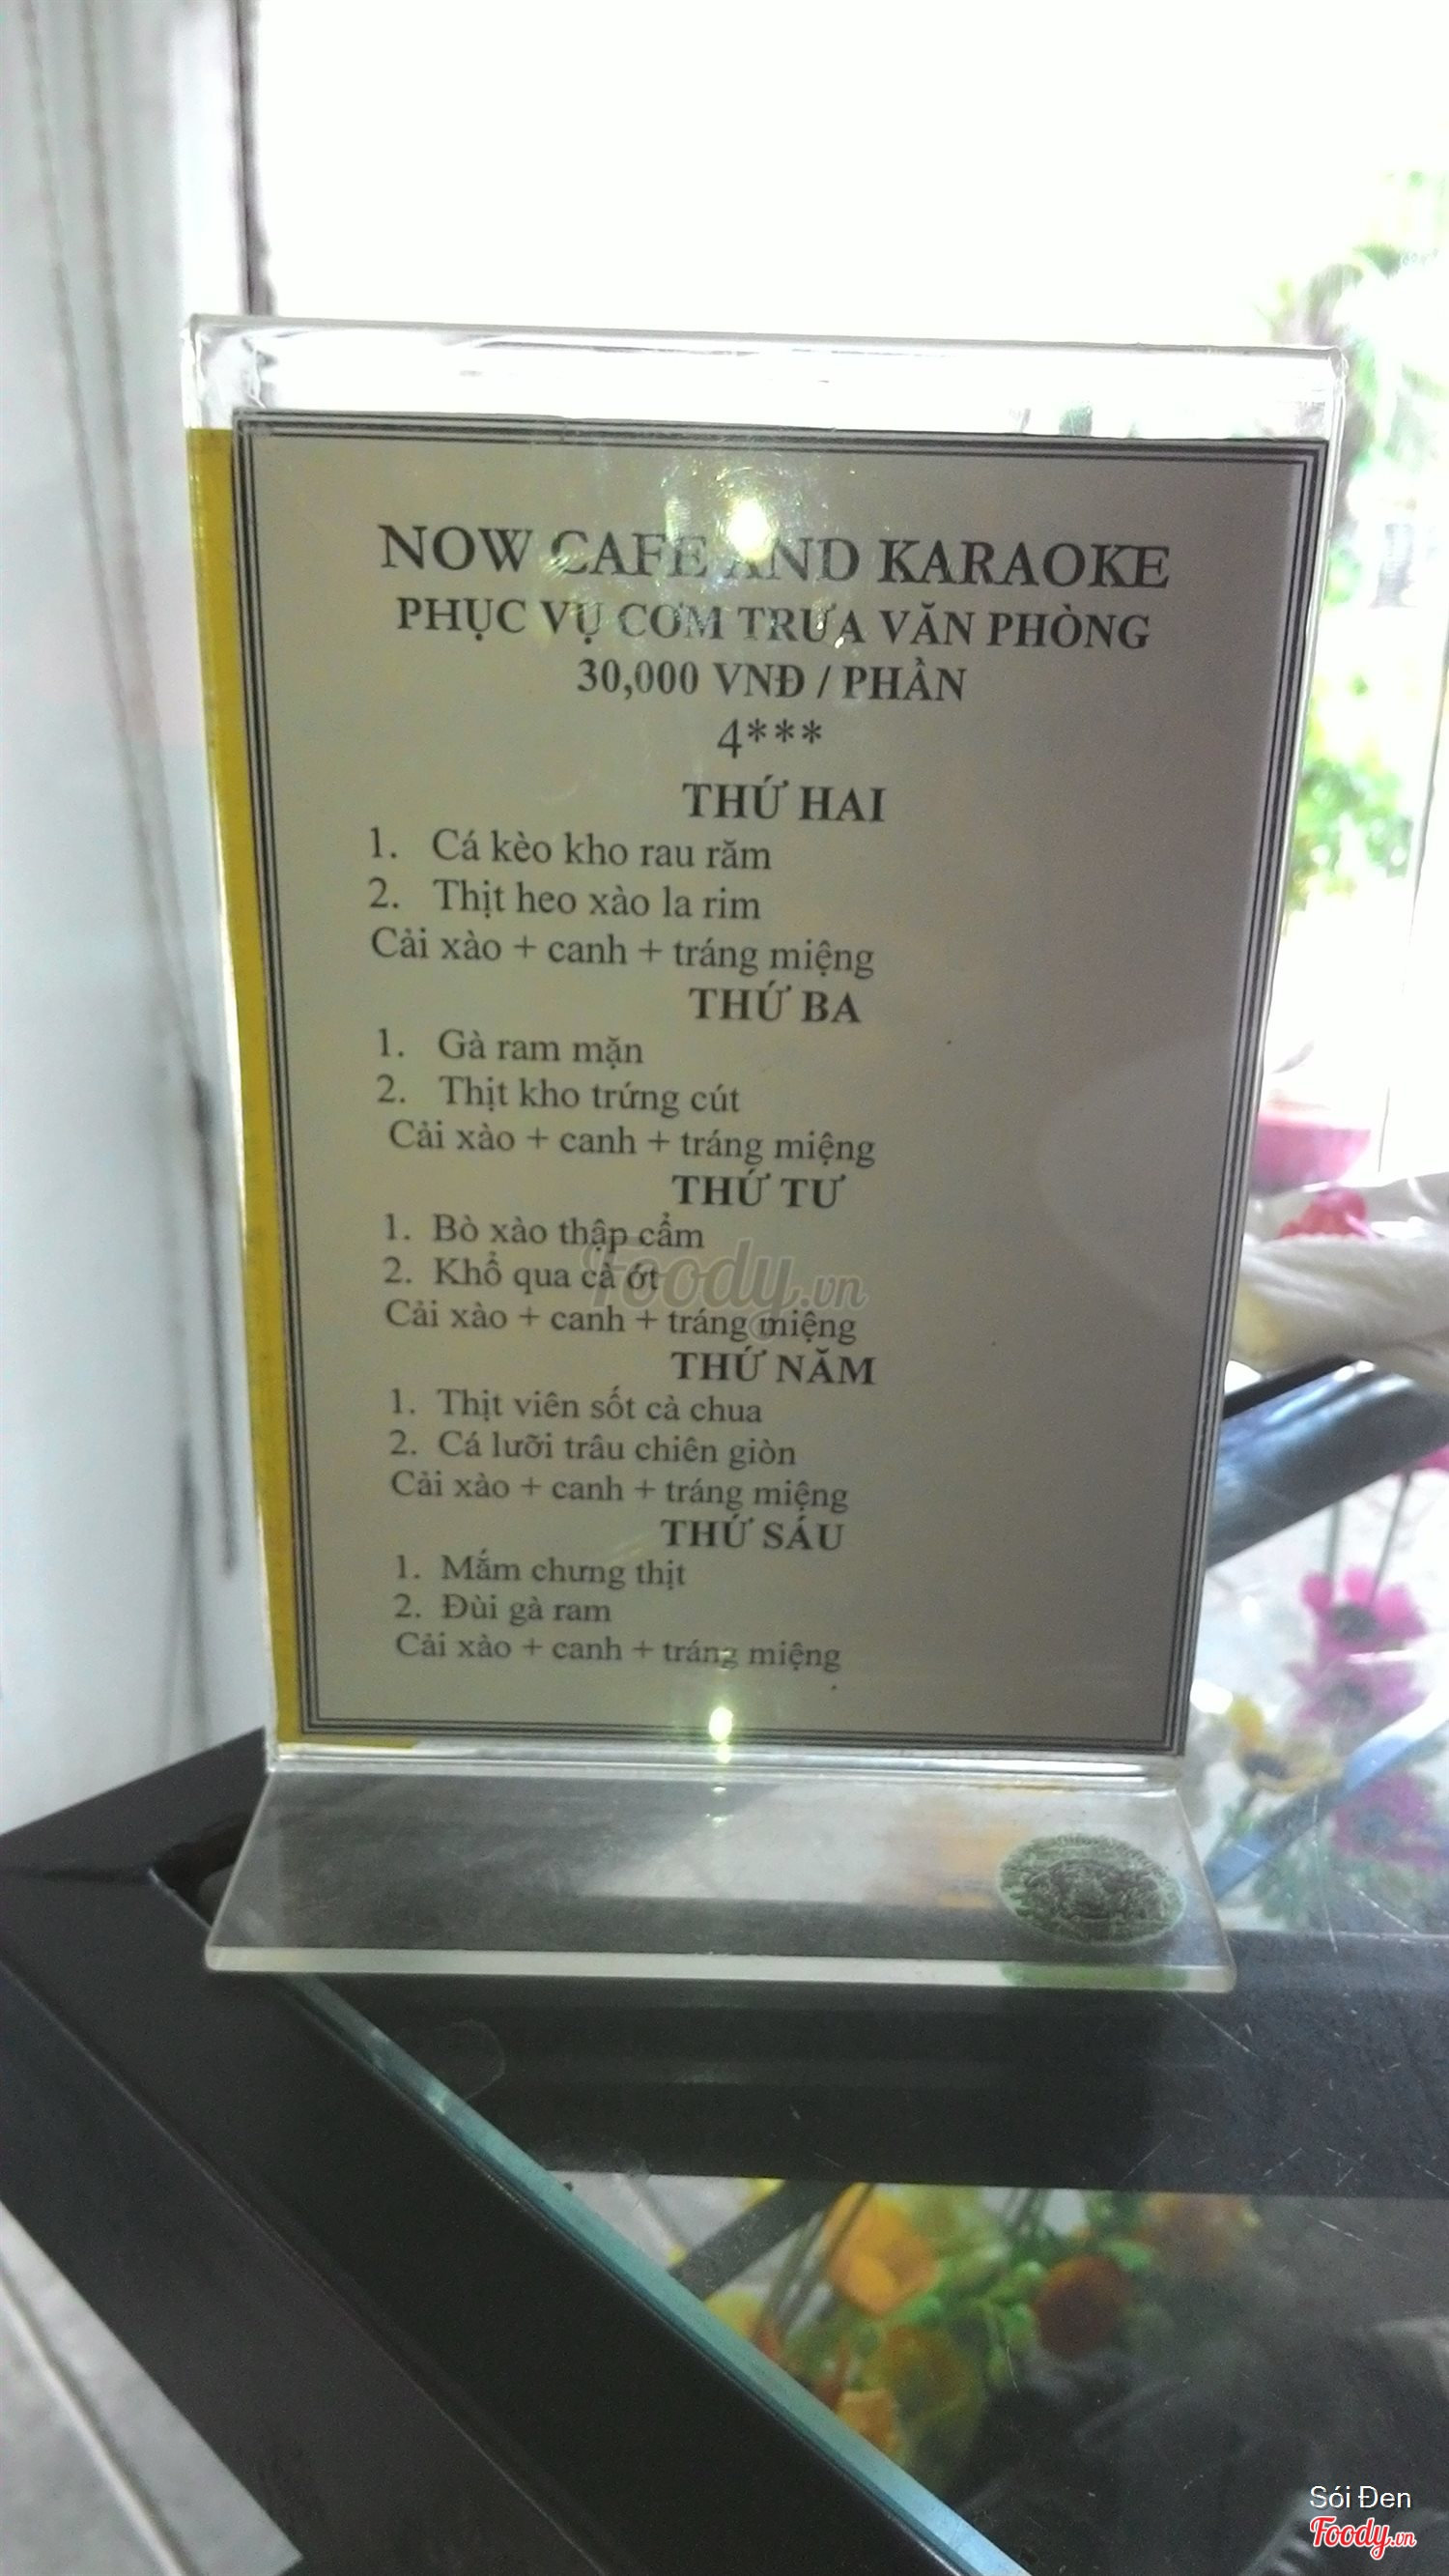 NOW CAFE AND KARAOKE
PHỤC VỤ CƠM TRƯA VĂN PHÒNG
30,000 VNĐ / PHẦN
4***
THỨ HAI
1. Cá kèo kho rau răm
2. Thịt heo xào la rim
Cải xào + canh + tráng miệng
THỨ BA
1. Gà ram mặn
2. Thịt kho trứng cút
Cải xào + canh + tráng miệng
THỨ TƯ
1. Bò xào thập cẩm
2. Khổ qua cà ớt
Foody.vn
Cải xào + canh + tráng miệng
THỨ NĂM
1. Thịt viên sốt cà chua
2. Cá lưỡi trâu chiên giòn
Cải xào + canh + tráng miệng
THỨ SÁU
1. Mắm chưng thịt
2. Đùi gà ram
Cải xào + canh + tráng miệng
Sói Đen
Foody.vn